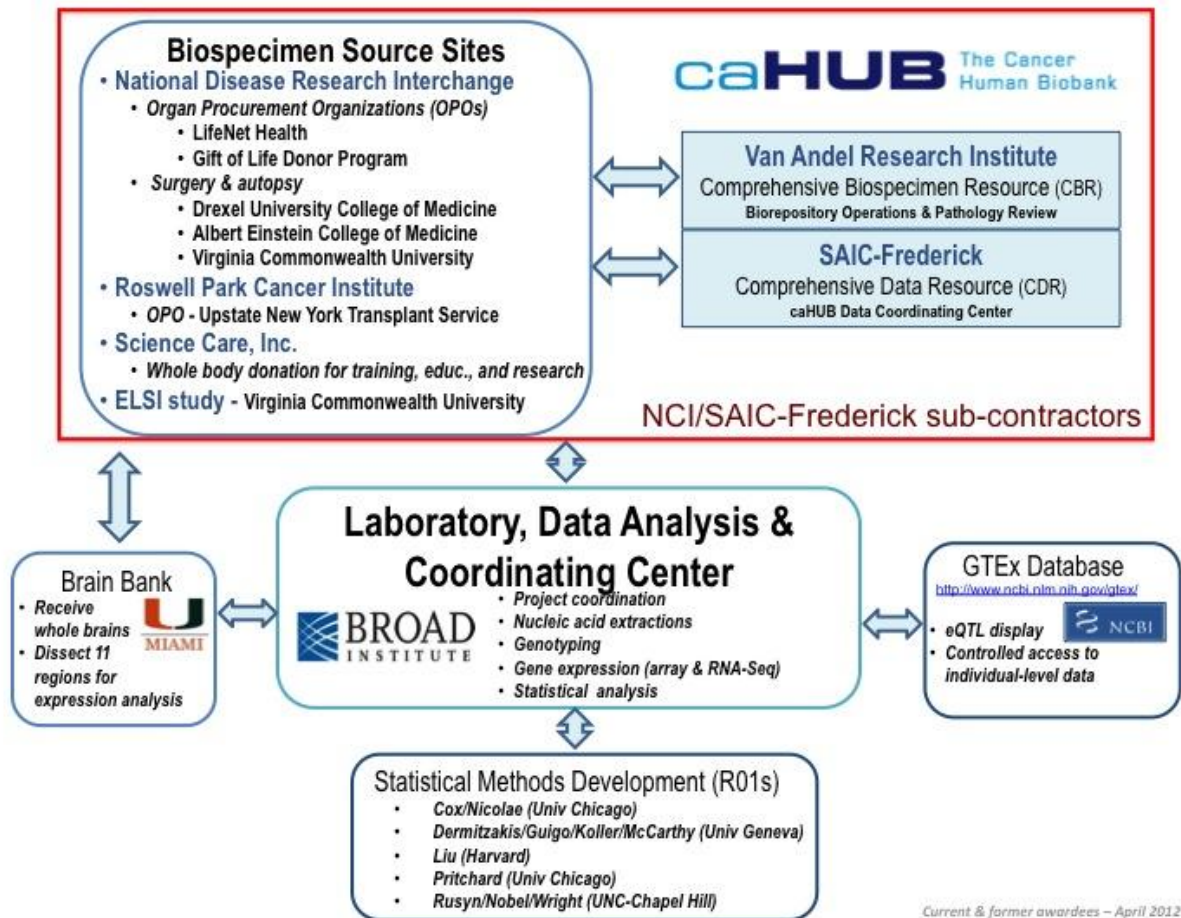 Biospecimen Source Sites
• National Disease Research Interchange
• Organ Procurement Organizations (OPOs)
• LifeNet Health
• Gift of Life Donor Program
• Surgery & autopsy
• Drexel University College of Medicine
• Albert Einstein College of Medicine
• Virginia Commonwealth University
• Roswell Park Cancer Institute
• OPO - Upstate New York Transplant Service
• Science Care, Inc.
• Whole body donation for training, educ., and research
• ELSI study - Virginia Commonwealth University
caHUB The Cancer
Human Biobank
Van Andel Research Institute
Comprehensive Biospecimen Resource (CBR)
Biorepository Operations & Pathology Review
SAIC-Frederick
Comprehensive Data Resource (CDR)
caHUB Data Coordinating Center
NCI/SAIC-Frederick sub-contractors
Brain Bank
• Receive
whole brains
• Dissect 11
regions for
expression analysis
U
MIAMI
Laboratory, Data Analysis &
Coordinating Center
BROAD
INSTITUTE
• Project coordination
• Nucleic acid extractions
• Genotyping
• Gene expression (array & RNA-Seq)
• Statistical analysis
GTEx Database
http://www.ncbi.nlm.nih.gov/gtex/
NCBI
• eQTL display
• Controlled access to
individual-level data
Statistical Methods Development (R01s)
• Cox/Nicolae (Univ Chicago)
• Dermitzakis/Guigo/Koller/McCarthy (Univ Geneva)
• Liu (Harvard)
• Pritchard (Univ Chicago)
• Rusyn/Nobel/Wright (UNC-Chapel Hill)
Current & former awardees – April 2012